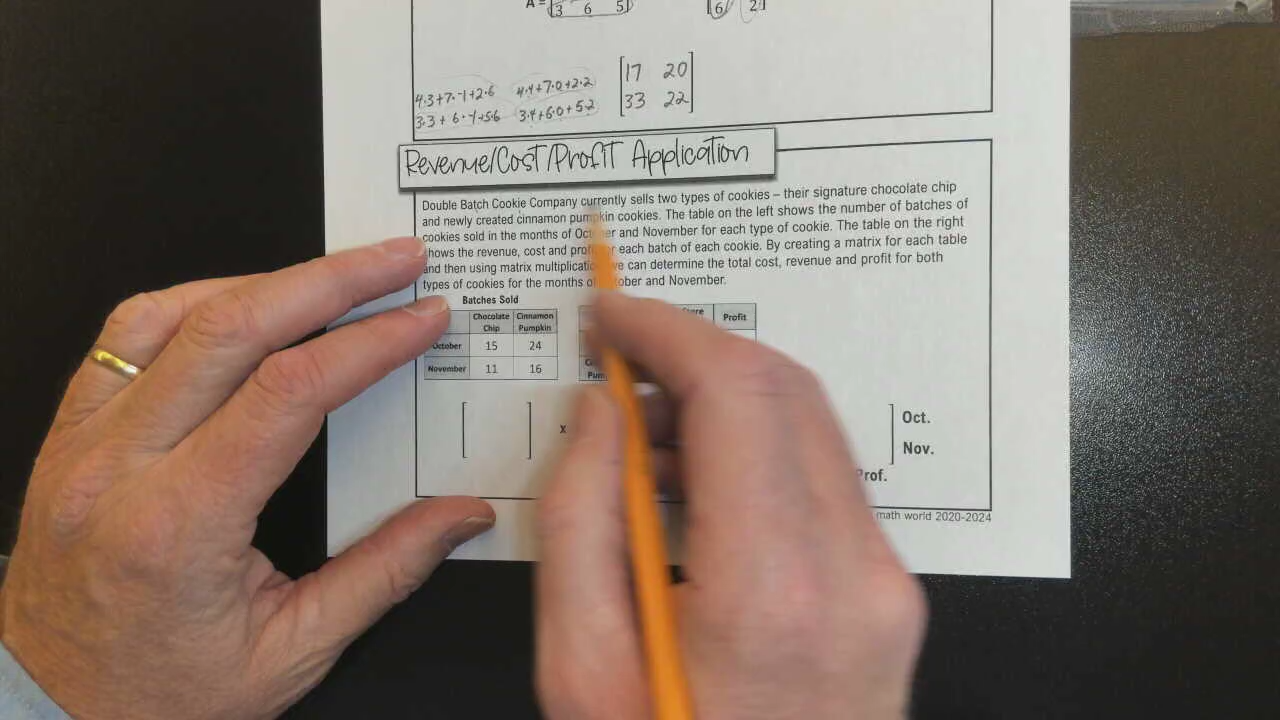 A = [3 6 5] [6 2]
4·3+7·-1+2·6 4·4+7·0+2·2 [17 20]
3·3+6·-1+5·6 3·4+6·0+5·2 [33 22]
Revenue/Cost/Profit Application
Double Batch Cookie Company currently sells two types of cookies – their signature chocolate chip
and newly created cinnamon pumpkin cookies. The table on the left shows the number of batches of
cookies sold in the months of October and November for each type of cookie. The table on the right
shows the revenue, cost and profit for each batch of each cookie. By creating a matrix for each table
and then using matrix multiplication we can determine the total cost, revenue and profit for both
types of cookies for the months of October and November.
Batches Sold
Chocolate Chip Cinnamon Pumpkin Profit
October 15 24
November 11 16
[ ] x ] Oct.
Nov.
Prof.
math world 2020-2024